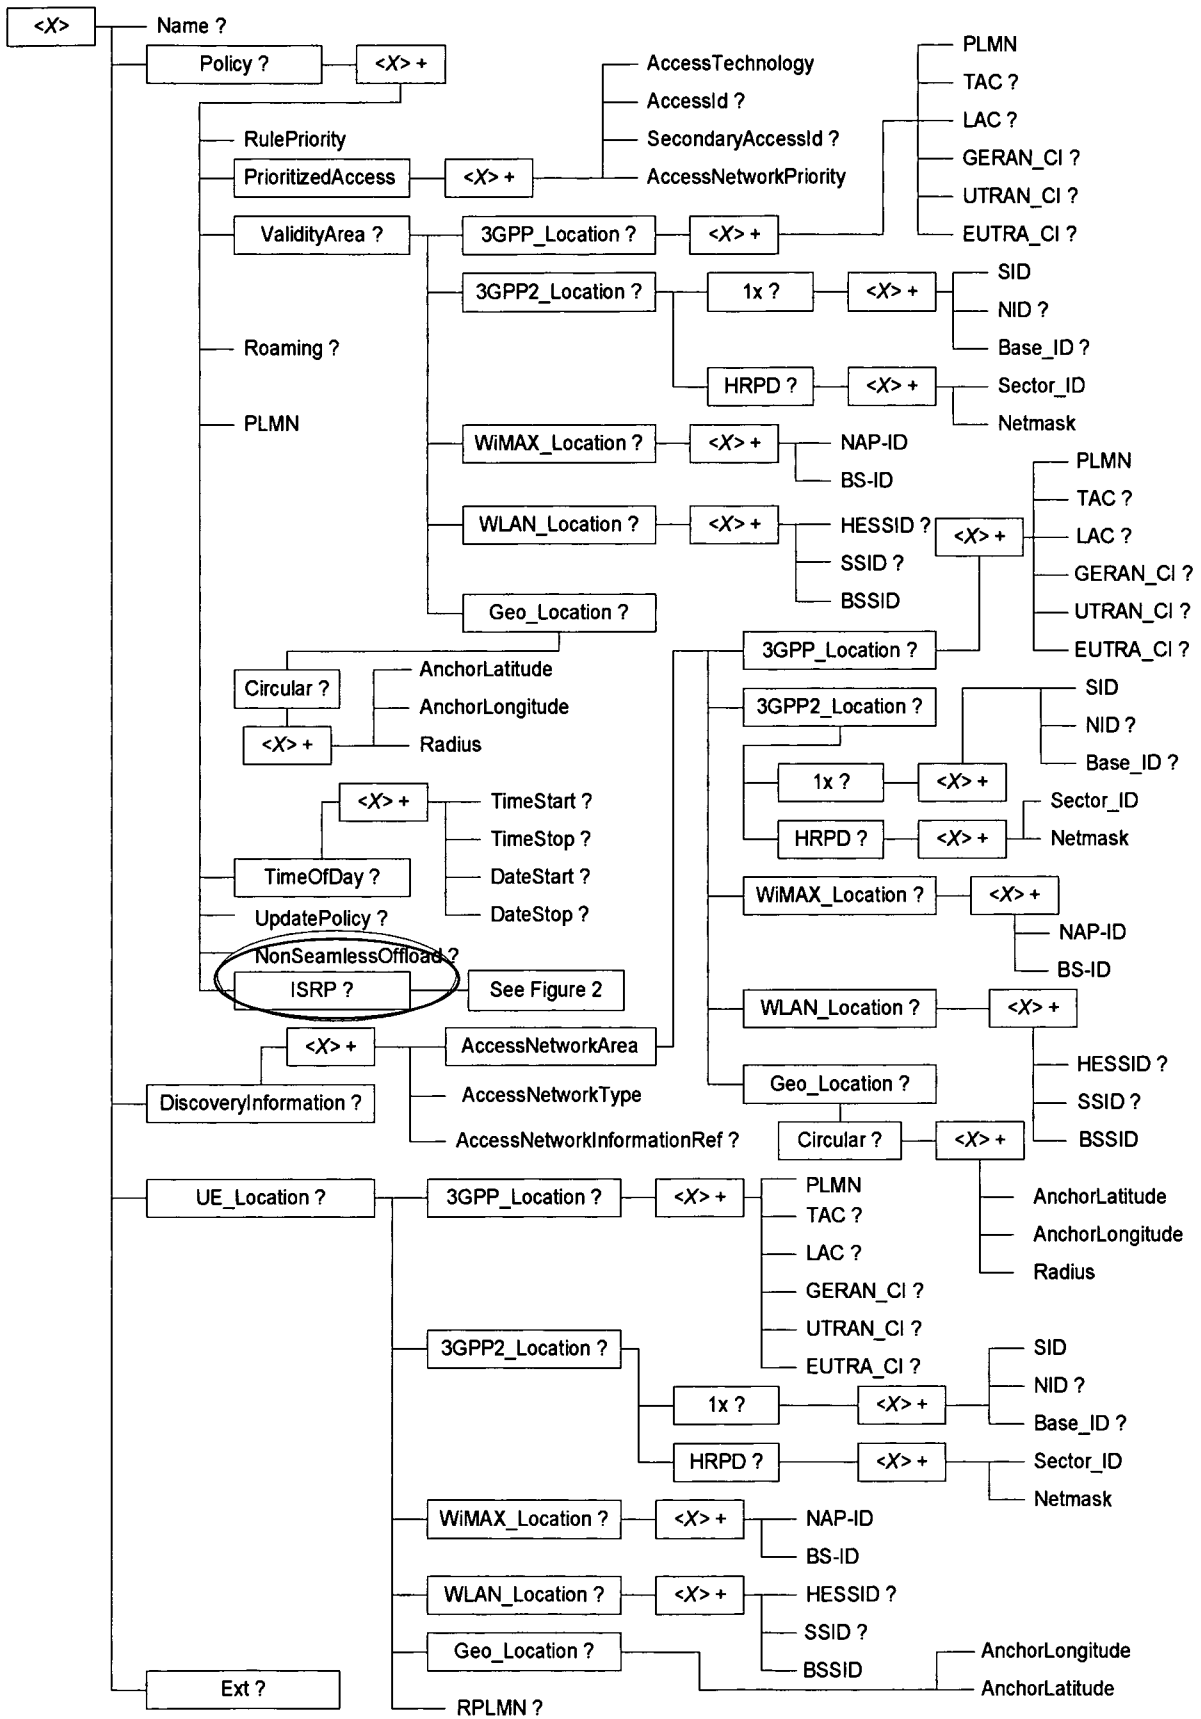 <X>
Name ?
Policy ?
<X> +
RulePriority
PrioritizedAccess
<X> +
AccessTechnology
AccessId ?
SecondaryAccessId ?
AccessNetworkPriority
ValidityArea ?
3GPP_Location ?
<X> +
PLMN
TAC ?
LAC ?
GERAN_CI ?
UTRAN_CI ?
EUTRA_CI ?
3GPP2_Location ?
1x ?
<X> +
SID
NID ?
Base_ID ?
HRPD ?
<X> +
Sector_ID
Netmask
Roaming ?
PLMN
WiMAX_Location ?
<X> +
NAP-ID
BS-ID
WLAN_Location ?
<X> +
HESSID ?
SSID ?
BSSID
Geo_Location ?
Circular ?
<X> +
AnchorLatitude
AnchorLongitude
Radius
TimeOfDay ?
<X> +
TimeStart ?
TimeStop ?
DateStart ?
DateStop ?
UpdatePolicy ?
NonSeamlessOffload ?
ISRP ?
See Figure 2
DiscoveryInformation ?
<X> +
AccessNetworkArea
AccessNetworkType
AccessNetworkInformationRef ?
3GPP_Location ?
<X> +
PLMN
TAC ?
LAC ?
GERAN_CI ?
UTRAN_CI ?
EUTRA_CI ?
3GPP2_Location ?
1x ?
<X> +
SID
NID ?
Base_ID ?
HRPD ?
<X> +
Sector_ID
Netmask
WiMAX_Location ?
<X> +
NAP-ID
BS-ID
WLAN_Location ?
<X> +
HESSID ?
SSID ?
BSSID
Geo_Location ?
Circular ?
<X> +
AnchorLatitude
AnchorLongitude
Radius
UE_Location ?
3GPP_Location ?
<X> +
PLMN
TAC ?
LAC ?
GERAN_CI ?
UTRAN_CI ?
EUTRA_CI ?
3GPP2_Location ?
1x ?
<X> +
SID
NID ?
Base_ID ?
HRPD ?
<X> +
Sector_ID
Netmask
WiMAX_Location ?
<X> +
NAP-ID
BS-ID
WLAN_Location ?
<X> +
HESSID ?
SSID ?
BSSID
Geo_Location ?
AnchorLongitude
AnchorLatitude
RPLMN ?
Ext ?